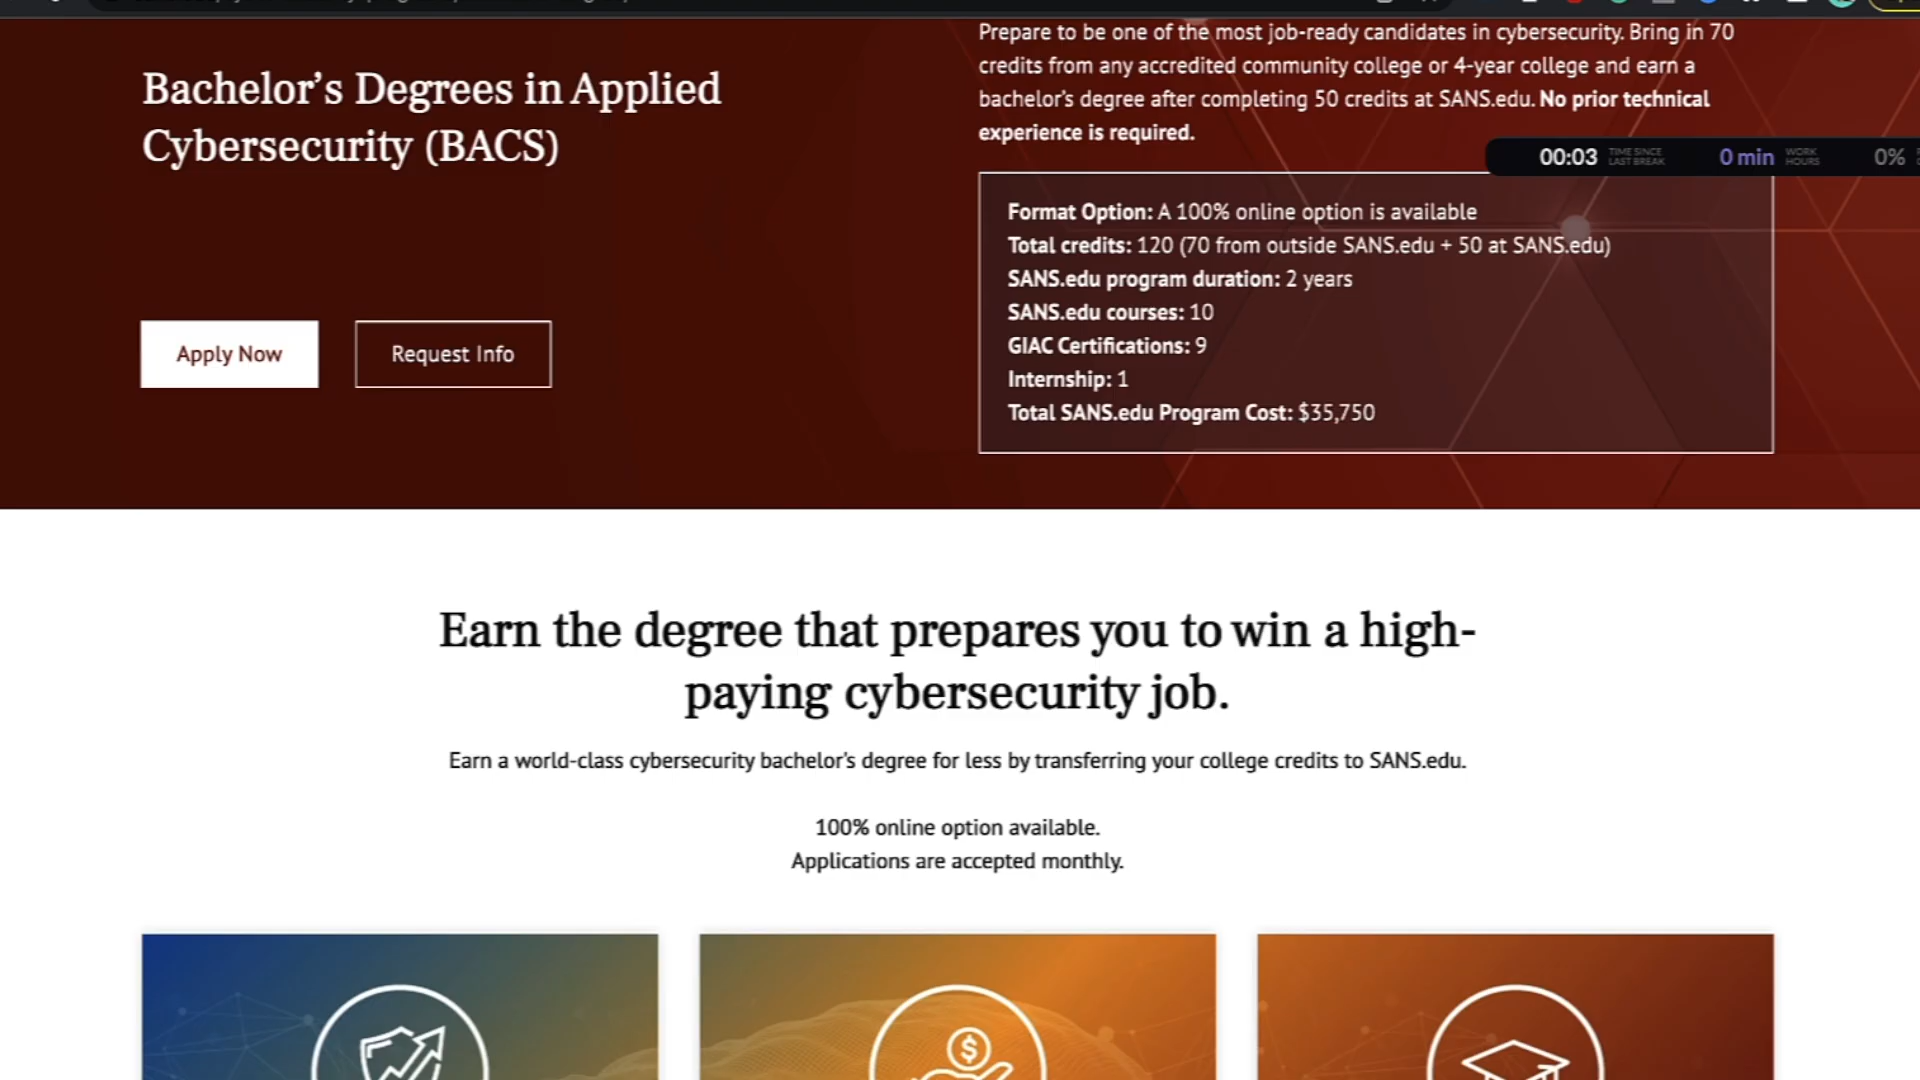 Bachelor’s Degrees in Applied
Cybersecurity (BACS)
Apply Now
Request Info
Prepare to be one of the most job-ready candidates in cybersecurity. Bring in 70
credits from any accredited community college or 4-year college and earn a
bachelor’s degree after completing 50 credits at SANS.edu. No prior technical
experience is required.
00:03 TIME SINCE LAST BREAK 0 min WORK HOURS 0%
Format Option: A 100% online option is available
Total credits: 120 (70 from outside SANS.edu + 50 at SANS.edu)
SANS.edu program duration: 2 years
SANS.edu courses: 10
GIAC Certifications: 9
Internship: 1
Total SANS.edu Program Cost: $35,750
Earn the degree that prepares you to win a high-
paying cybersecurity job.
Earn a world-class cybersecurity bachelor's degree for less by transferring your college credits to SANS.edu.
100% online option available.
Applications are accepted monthly.
$